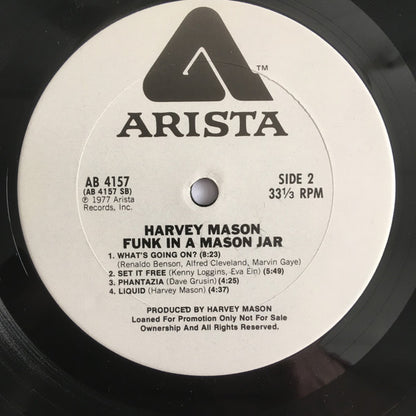 ™
ARISTA
AB 4157
(AB 4157 SB)
℗ 1977 Arista
Records, Inc.
SIDE 2
33⅓ RPM
HARVEY MASON
FUNK IN A MASON JAR
1. WHAT'S GOING ON? (8:23)
(Renaldo Benson, Alfred Cleveland, Marvin Gaye)
2. SET IT FREE (Kenny Loggins, Eva Ein) (5:49)
3. PHANTAZIA (Dave Grusin) (4:25)
4. LIQUID (Harvey Mason) (4:37)
PRODUCED BY HARVEY MASON
Loaned For Promotion Only Not For Sale
Ownership And All Rights Reserved.